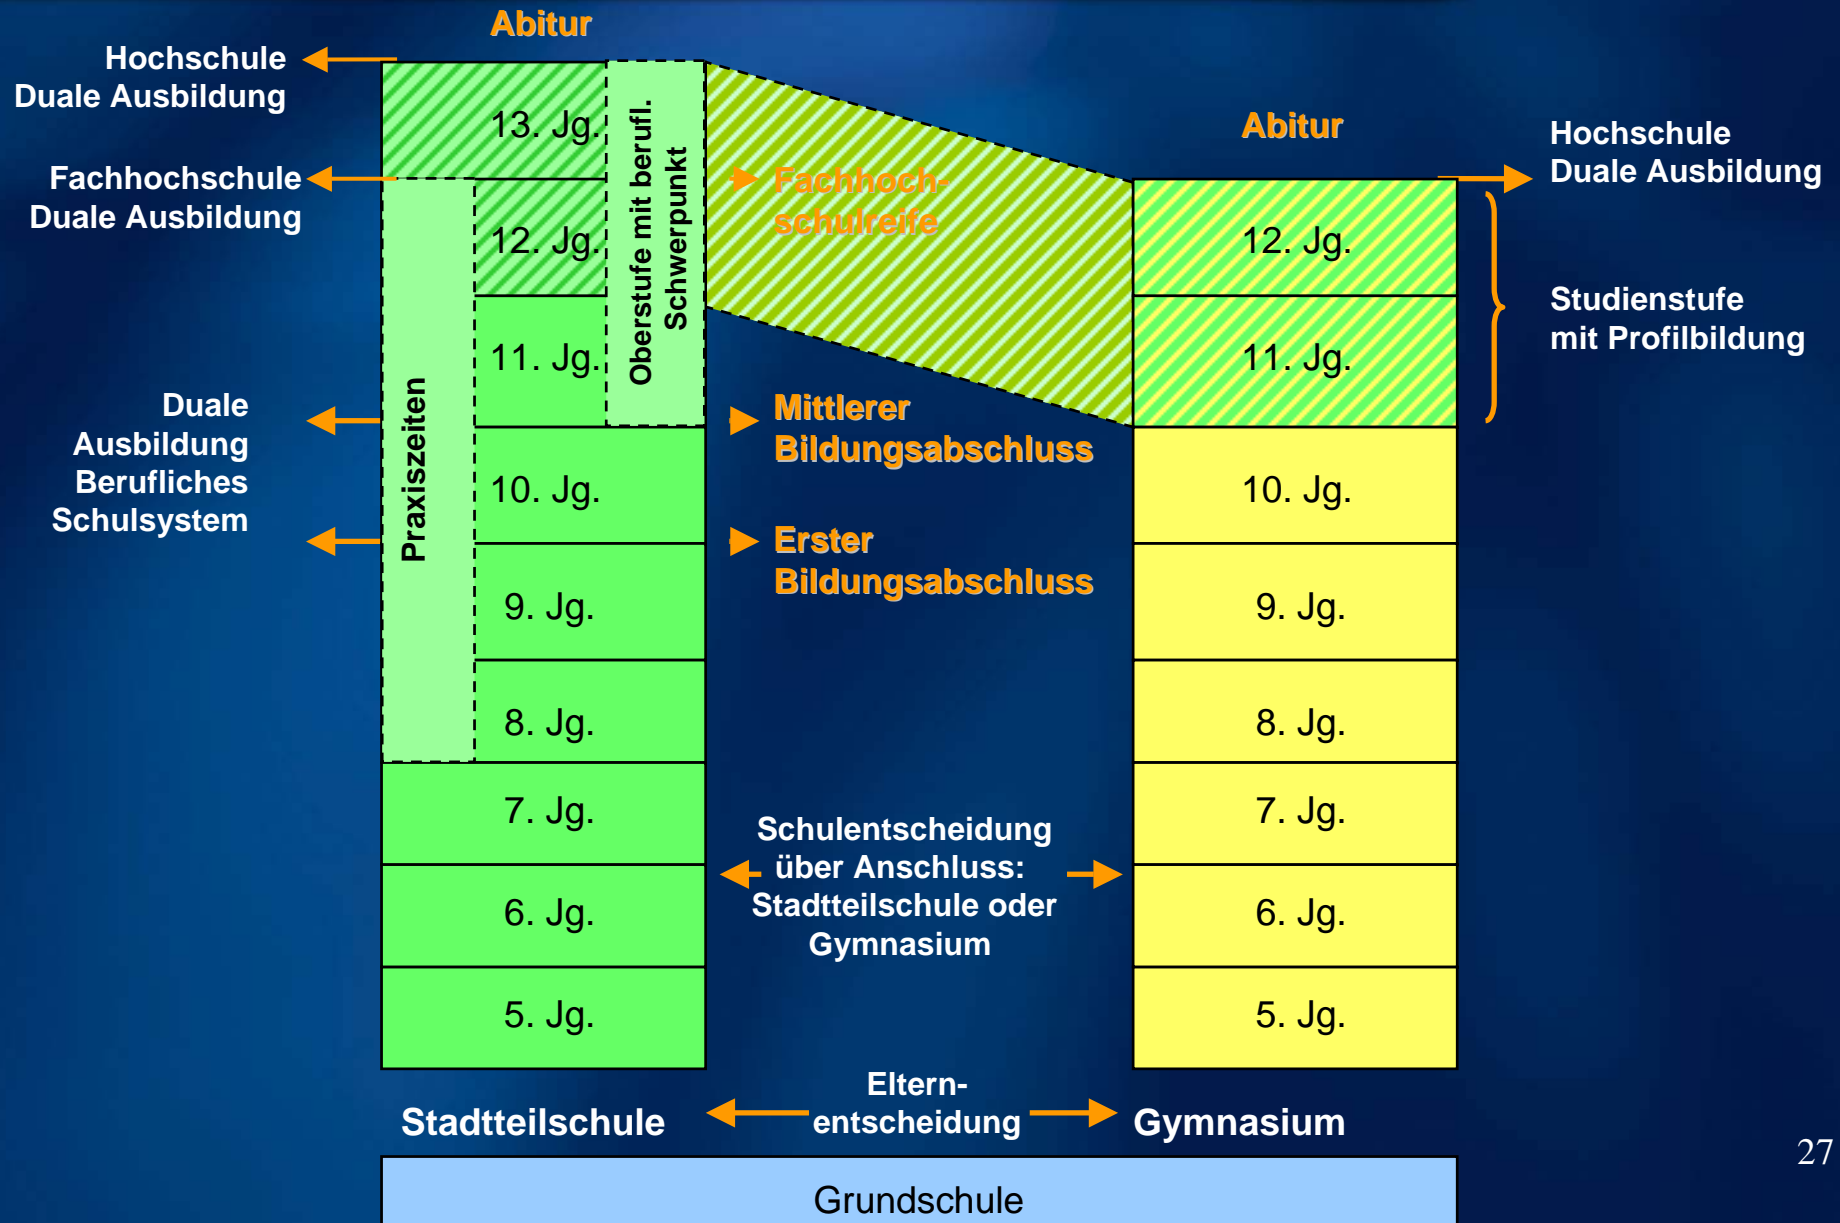 Abitur
Hochschule
Duale Ausbildung
13. Jg.
Oberstufe mit berufl.
Schwerpunkt
Abitur
Hochschule
Duale Ausbildung
Fachhochschule
Duale Ausbildung
Fachhoch-
schulreife
12. Jg.
12. Jg.
Studienstufe
mit Profilbildung
11. Jg.
11. Jg.
Praxiszeiten
Duale
Ausbildung
Berufliches
Schulsystem
Mittlerer
Bildungsabschluss
10. Jg.
10. Jg.
Erster
Bildungsabschluss
9. Jg.
9. Jg.
8. Jg.
8. Jg.
7. Jg.
7. Jg.
Schulentscheidung
über Anschluss:
Stadtteilschule oder
Gymnasium
6. Jg.
6. Jg.
5. Jg.
5. Jg.
Stadtteilschule
Eltern-
entscheidung
Gymnasium
27
Grundschule